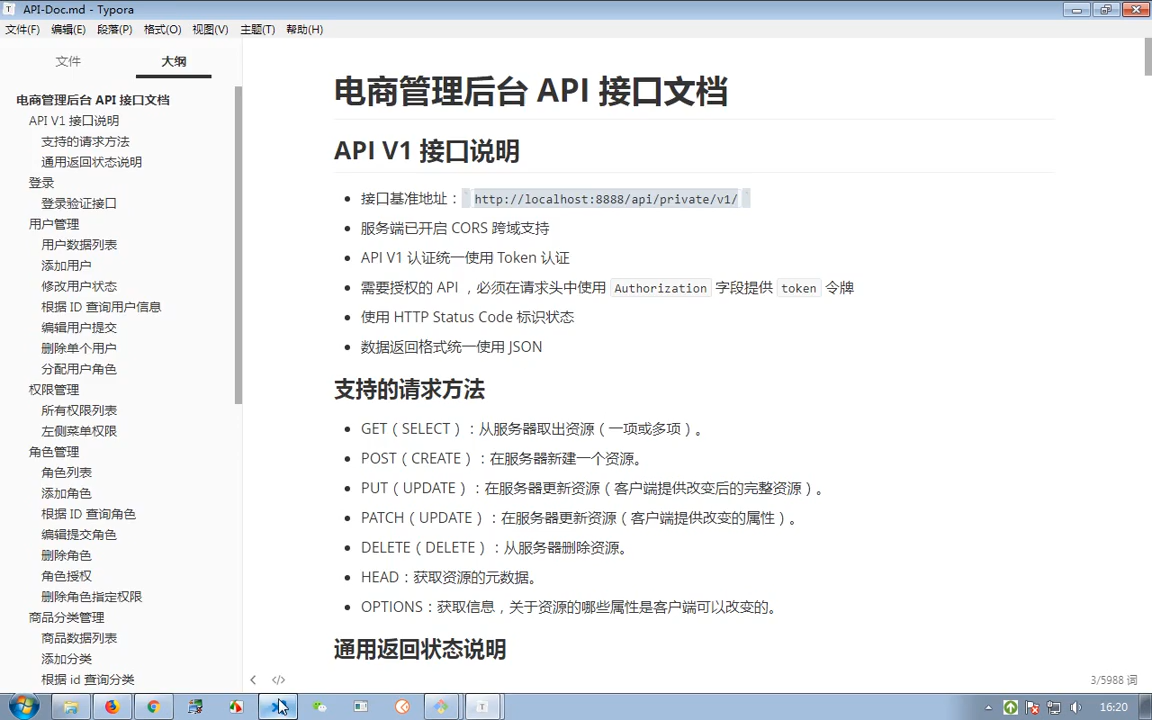 API-Doc.md - Typora
文件(F) 编辑(E) 段落(P) 格式(O) 视图(V) 主题(T) 帮助(H)
文件 大纲
电商管理后台 API 接口文档
API V1 接口说明
支持的请求方法
通用返回状态说明
登录
登录验证接口
用户管理
用户数据列表
添加用户
修改用户状态
根据 ID 查询用户信息
编辑用户提交
删除单个用户
分配用户角色
权限管理
所有权限列表
左侧菜单权限
角色管理
角色列表
添加角色
根据 ID 查询角色
编辑提交角色
删除角色
角色授权
删除角色指定权限
商品分类管理
商品数据列表
添加分类
根据 id 查询分类
电商管理后台 API 接口文档
API V1 接口说明
接口基准地址：` http://localhost:8888/api/private/v1/ `
服务端已开启 CORS 跨域支持
API V1 认证统一使用 Token 认证
需要授权的 API ，必须在请求头中使用 Authorization 字段提供 token 令牌
使用 HTTP Status Code 标识状态
数据返回格式统一使用 JSON
支持的请求方法
GET（SELECT）：从服务器取出资源（一项或多项）。
POST（CREATE）：在服务器新建一个资源。
PUT（UPDATE）：在服务器更新资源（客户端提供改变后的完整资源）。
PATCH（UPDATE）：在服务器更新资源（客户端提供改变的属性）。
DELETE（DELETE）：从服务器删除资源。
HEAD：获取资源的元数据。
OPTIONS：获取信息，关于资源的哪些属性是客户端可以改变的。
通用返回状态说明
3/5988 词
16:20